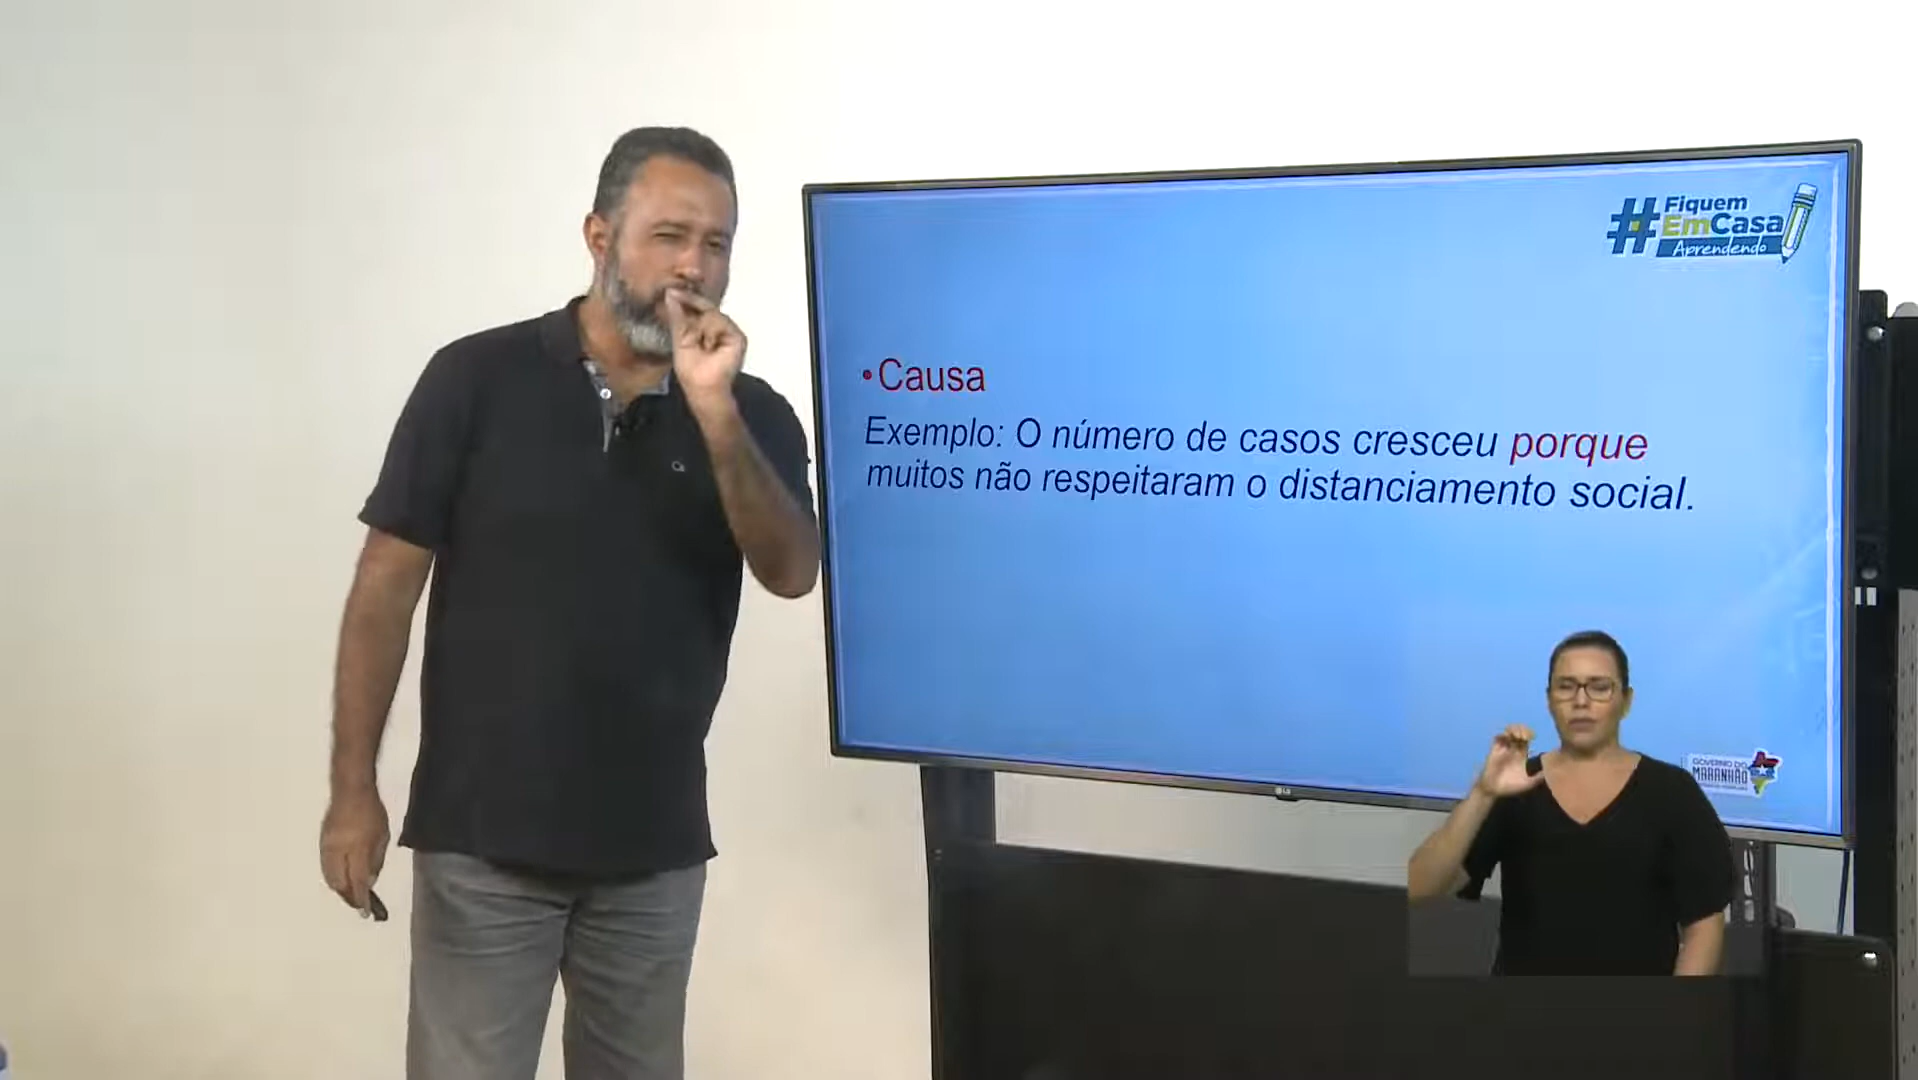 # Fiquem
EmCasa
Aprendendo
•Causa
Exemplo: O número de casos cresceu porque
muitos não respeitaram o distanciamento social.
GOVERNO DO
MARANHÃO
LG